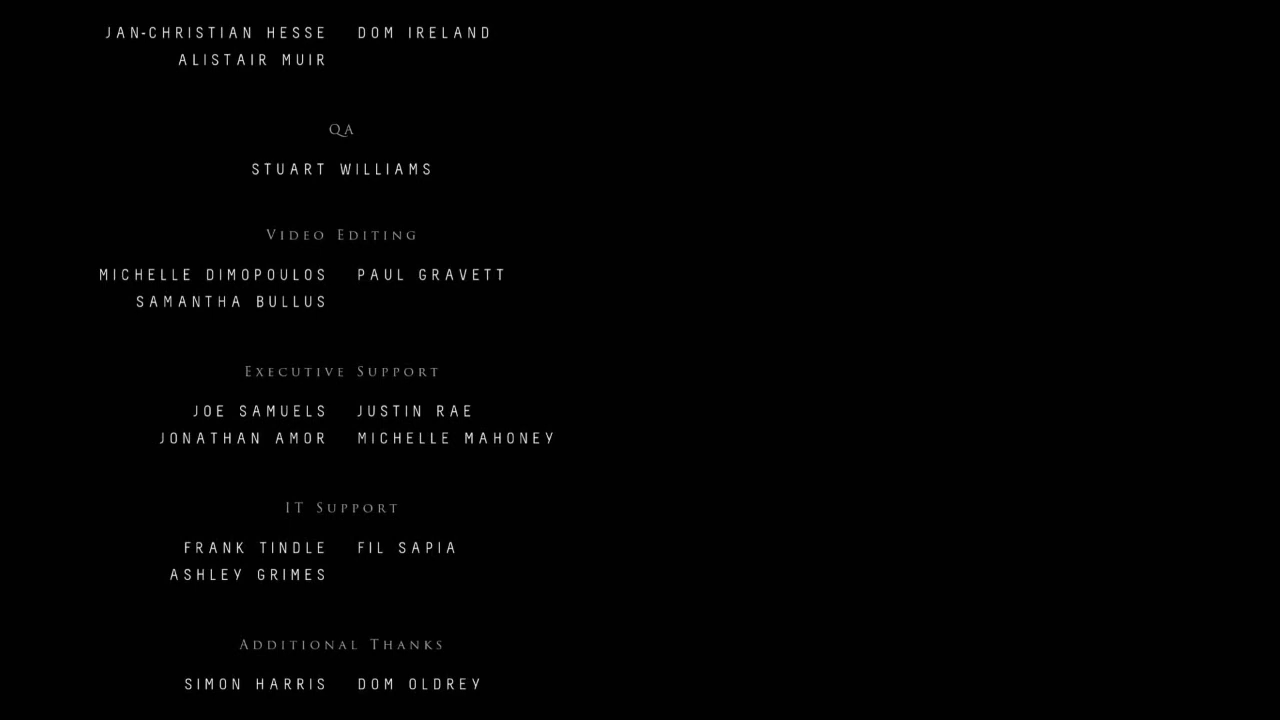 JAN-CHRISTIAN HESSE DOM IRELAND
ALISTAIR MUIR
QA
STUART WILLIAMS
VIDEO EDITING
MICHELLE DIMOPOULOS PAUL GRAVETT
SAMANTHA BULLUS
EXECUTIVE SUPPORT
JOE SAMUELS JUSTIN RAE
JONATHAN AMOR MICHELLE MAHONEY
IT SUPPORT
FRANK TINDLE FIL SAPIA
ASHLEY GRIMES
ADDITIONAL THANKS
SIMON HARRIS DOM OLDREY